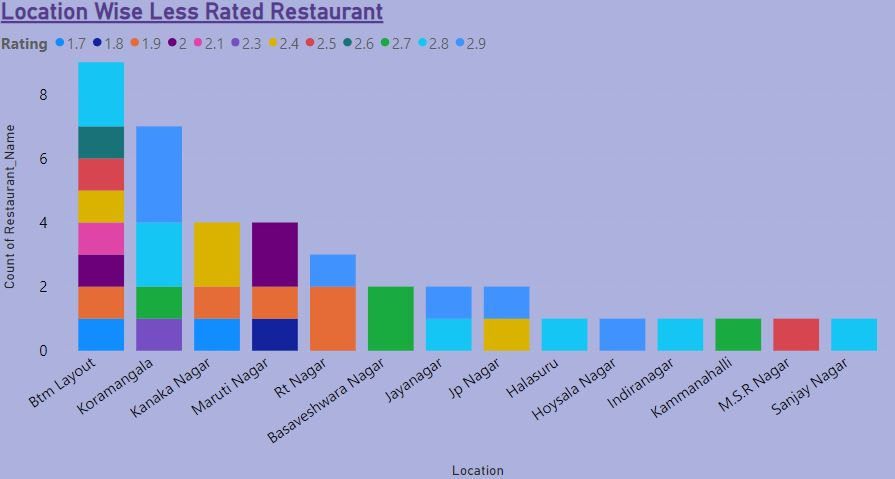 Location Wise Less Rated Restaurant
Rating 1.7 1.8 1.9 2 2.1 2.3 2.4 2.5 2.6 2.7 2.8 2.9
Count of Restaurant_Name
8
6
4
2
0
Btm Layout
Koramangala
Kanaka Nagar
Maruti Nagar
Rt Nagar
Basaveshwara Nagar
Jayanagar
Jp Nagar
Halasuru
Hoysala Nagar
Indiranagar
Kammanahalli
M.S.R Nagar
Sanjay Nagar
Location